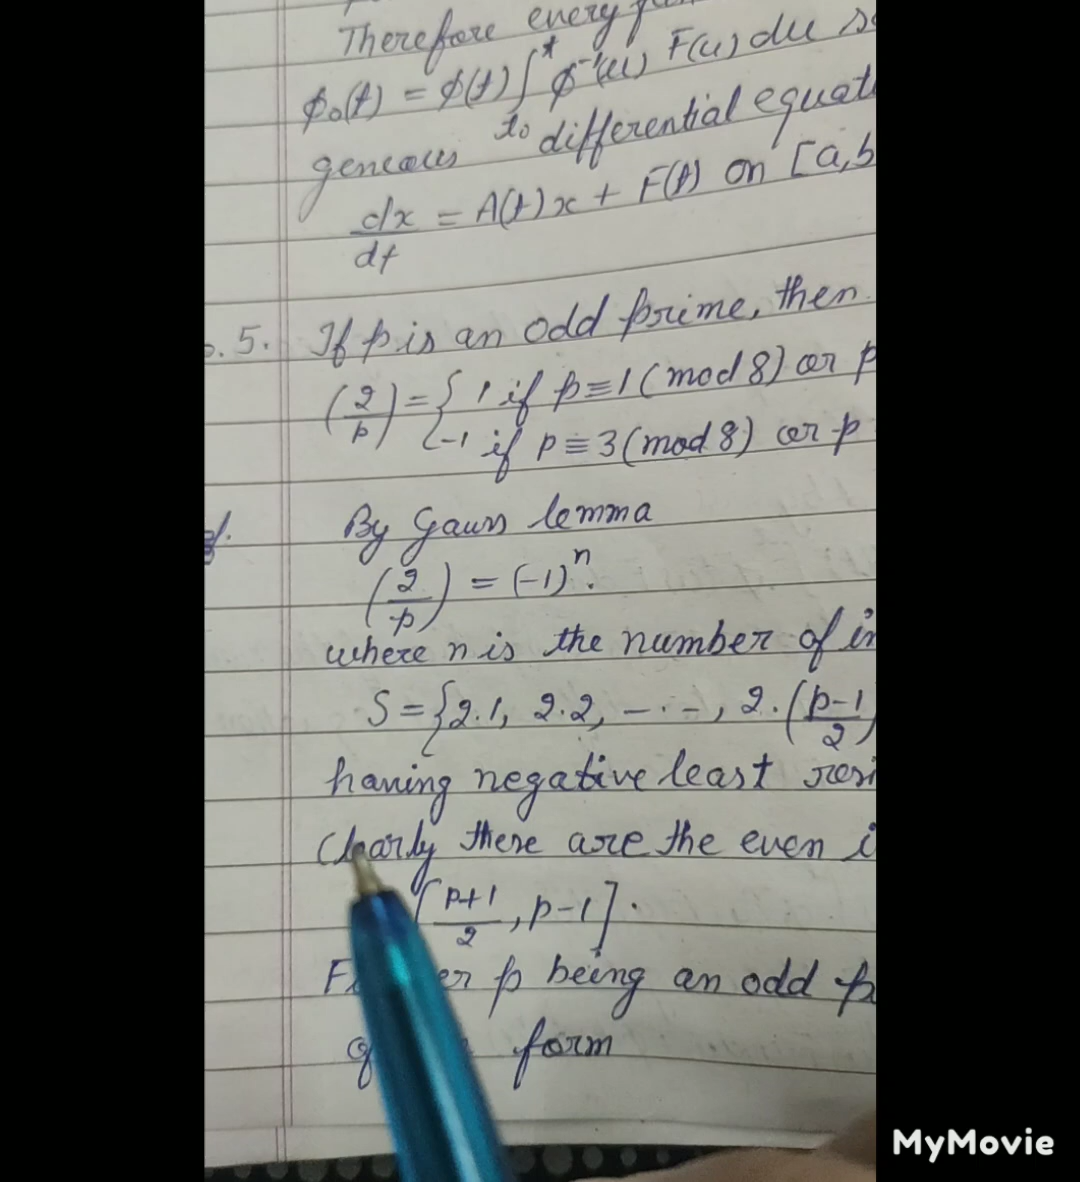 Therefore every
ϕ₀(t) = ϕ(t) ∫ₜ₀ᵗ ϕ⁻¹(u) F(u) du
geneous differential equat
dx/dt = A(t)x + F(t) on [a,b
5. If p is an odd prime, then
(2/p) = { 1 if p ≡ 1 (mod 8) or p
-1 if p ≡ 3 (mod 8) or p
By Gauss lemma
(2/p) = (-1)ⁿ.
where n is the number of in
S = {2.1, 2.2, -.-, 2.(p-1/2)
having negative least resi
Clearly there are the even i
[p+1/2, p-1].
p being an odd p
form
MyMovie